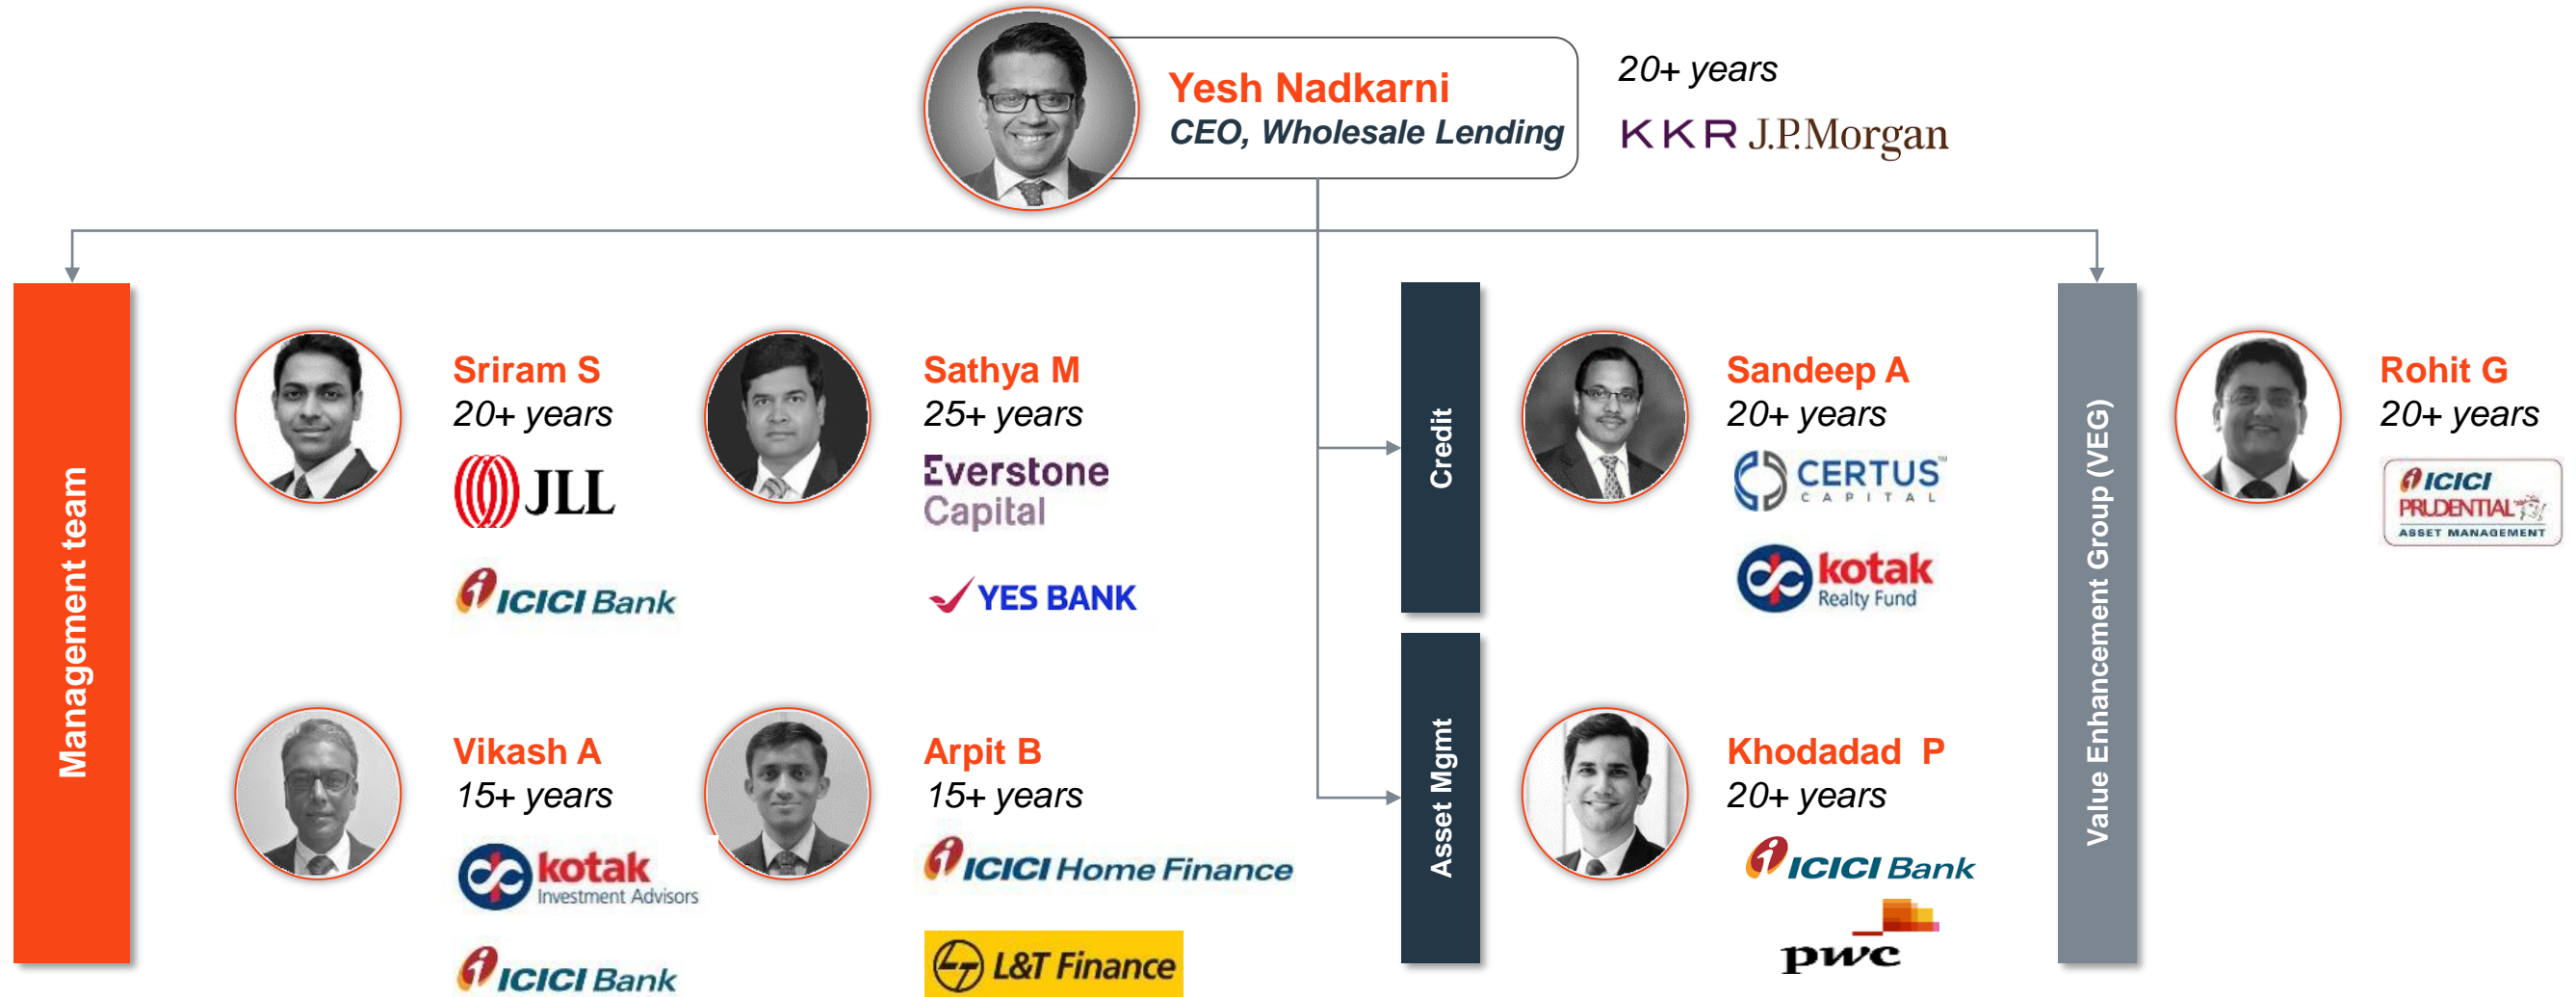 Yesh Nadkarni
CEO, Wholesale Lending
20+ years
KKR J.P.Morgan
Management team
Sriram S
20+ years
JLL
ICICI Bank
Sathya M
25+ years
Everstone
Capital
YES BANK
Vikash A
15+ years
kotak
Investment Advisors
ICICI Bank
Arpit B
15+ years
ICICI Home Finance
L&T Finance
Credit
Sandeep A
20+ years
CERTUS™
CAPITAL
kotak
Realty Fund
Asset Mgmt
Khodadad P
20+ years
ICICI Bank
pwc
Value Enhancement Group (VEG)
Rohit G
20+ years
ICICI
PRUDENTIAL
ASSET MANAGEMENT